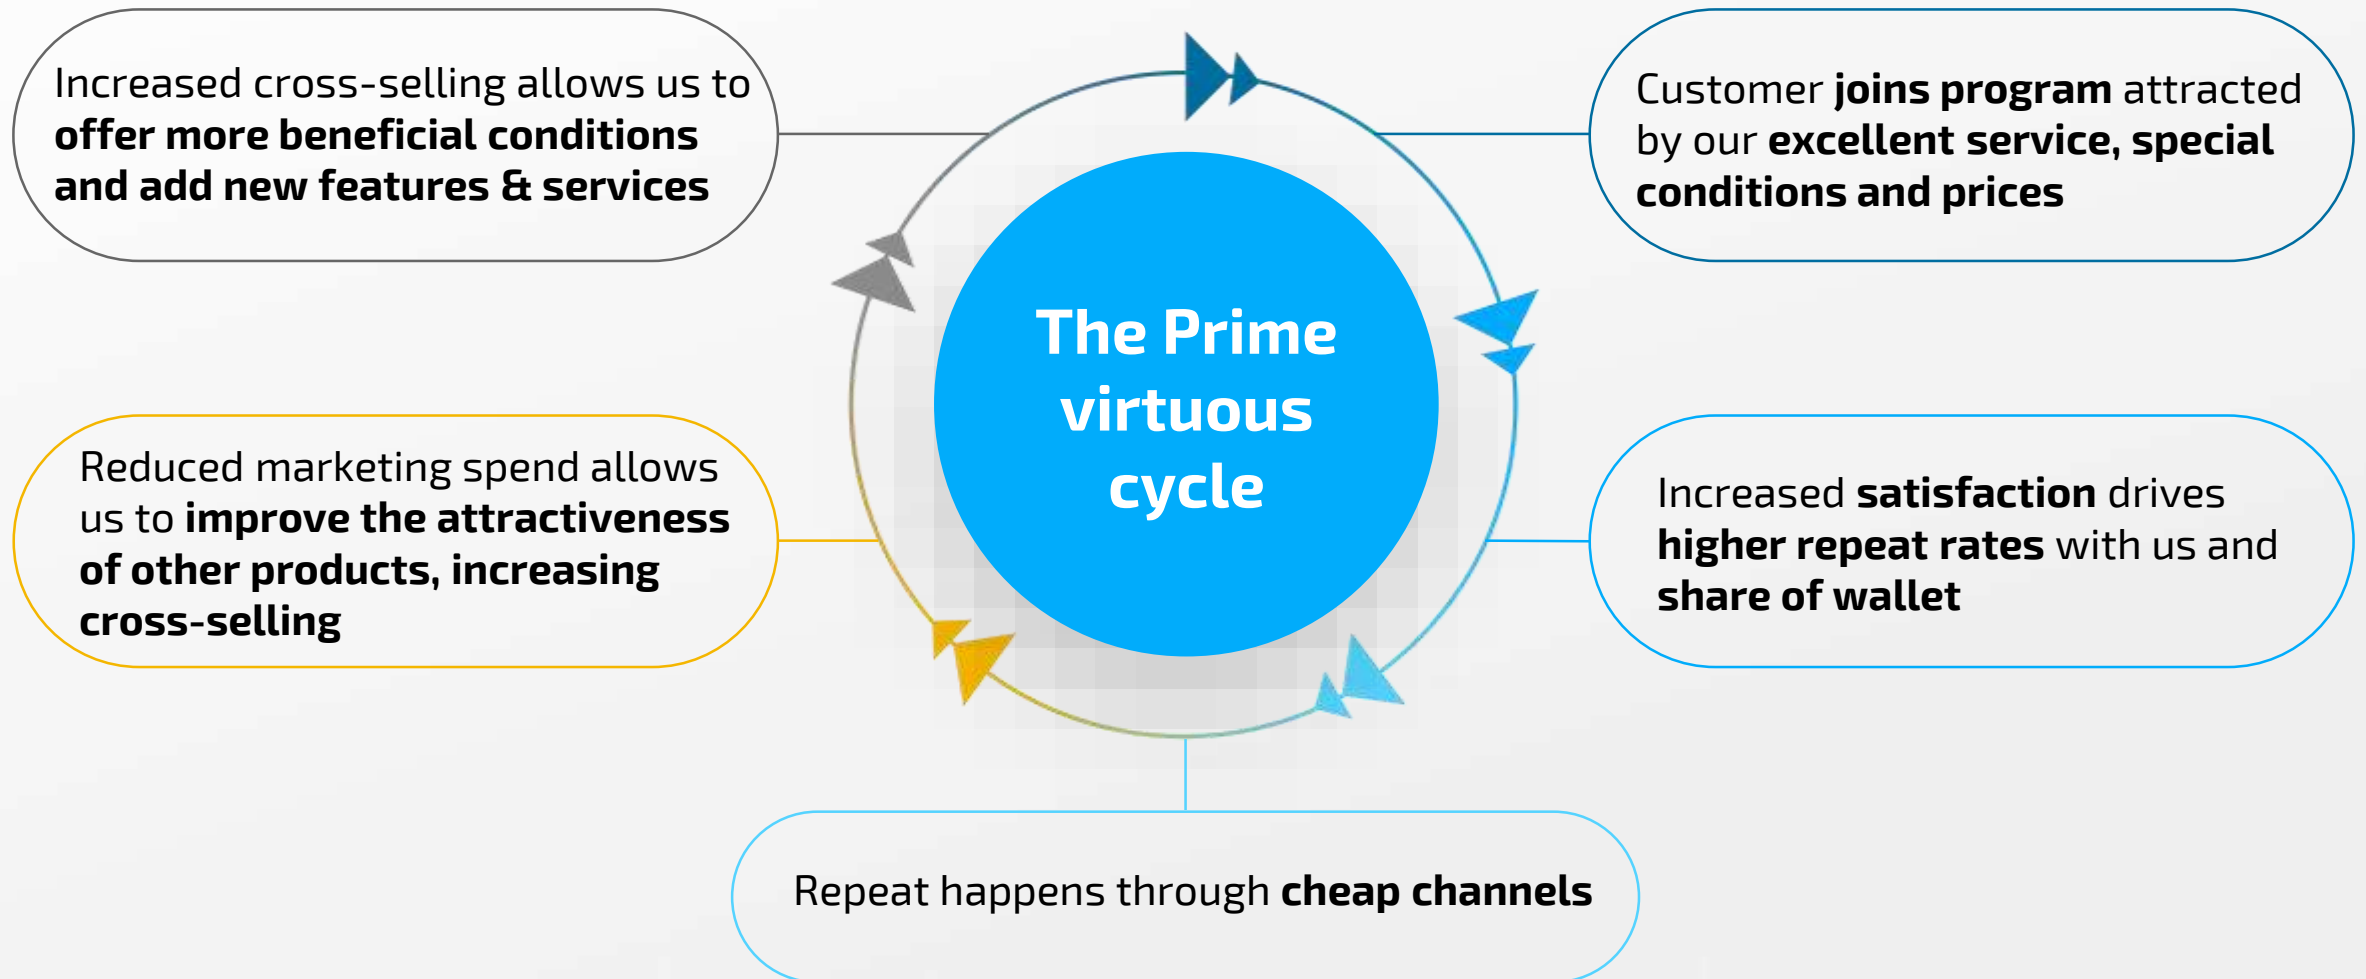 Increased cross-selling allows us to
offer more beneficial conditions
and add new features & services
Customer joins program attracted
by our excellent service, special
conditions and prices
The Prime
virtuous
cycle
Reduced marketing spend allows
us to improve the attractiveness
of other products, increasing
cross-selling
Increased satisfaction drives
higher repeat rates with us and
share of wallet
Repeat happens through cheap channels